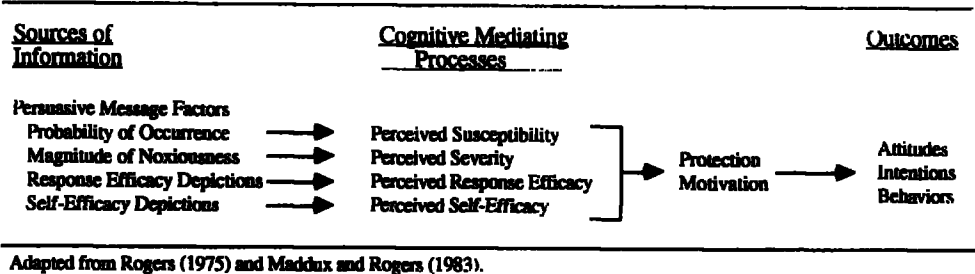 Sources of Information
Cognitive Mediating Processes
Outcomes
Persuasive Message Factors
Probability of Occurrence
Perceived Susceptibility
Magnitude of Noxiousness
Perceived Severity
Response Efficacy Depictions
Perceived Response Efficacy
Self-Efficacy Depictions
Perceived Self-Efficacy
Protection Motivation
Attitudes
Intentions
Behaviors
Adapted from Rogers (1975) and Maddux and Rogers (1983).